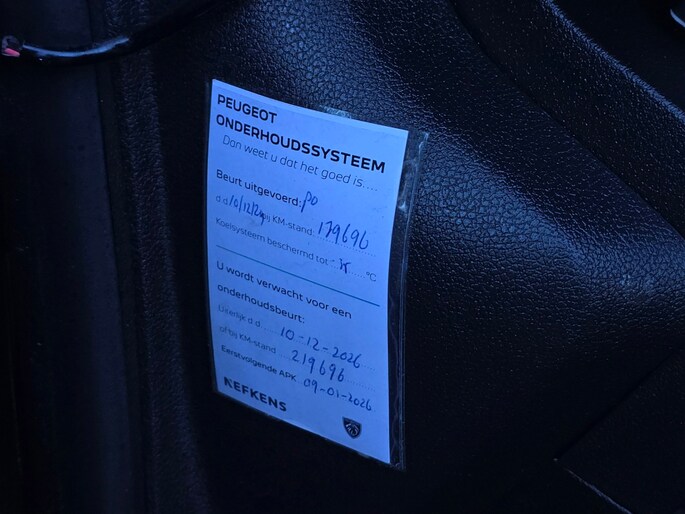 PEUGEOT
ONDERHOUDSSYSTEEM
Dan weet u dat het goed is....
Beurt uitgevoerd: PO
d.d. 10/12/24 bij KM-stand: 179696
Koelsysteem beschermd tot - °C
U wordt verwacht voor een
onderhoudsbeurt:
Uiterlijk d.d. 10-12-2026
of bij KM-stand 219696
Eerstvolgende APK 09-01-2026
NEFKENS